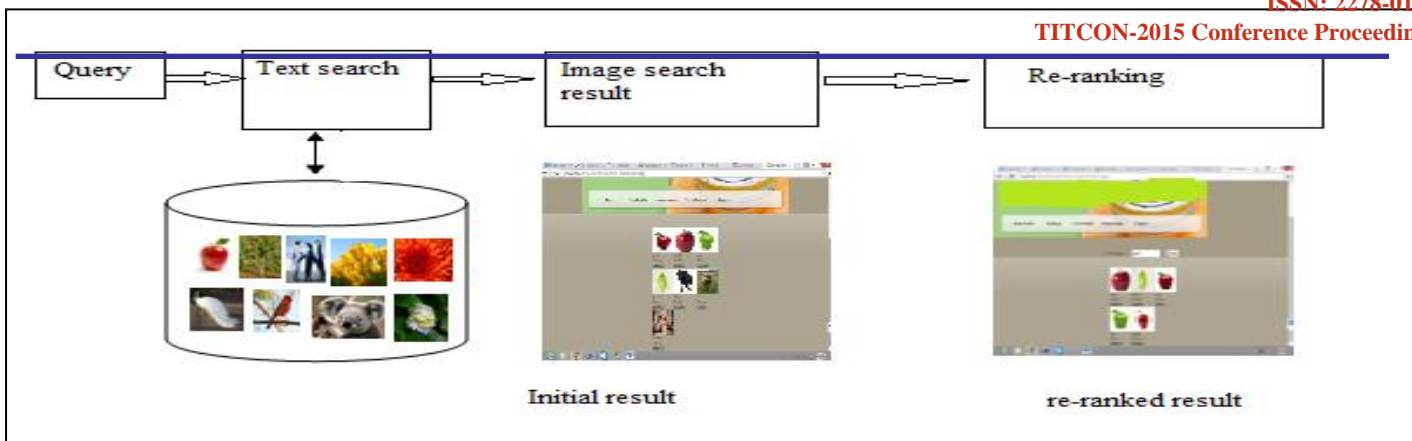 ISSN: 2278-01
TITCON-2015 Conference Proceedin
Query
Text search
Image search
result
Re-ranking
Initial result
re-ranked result